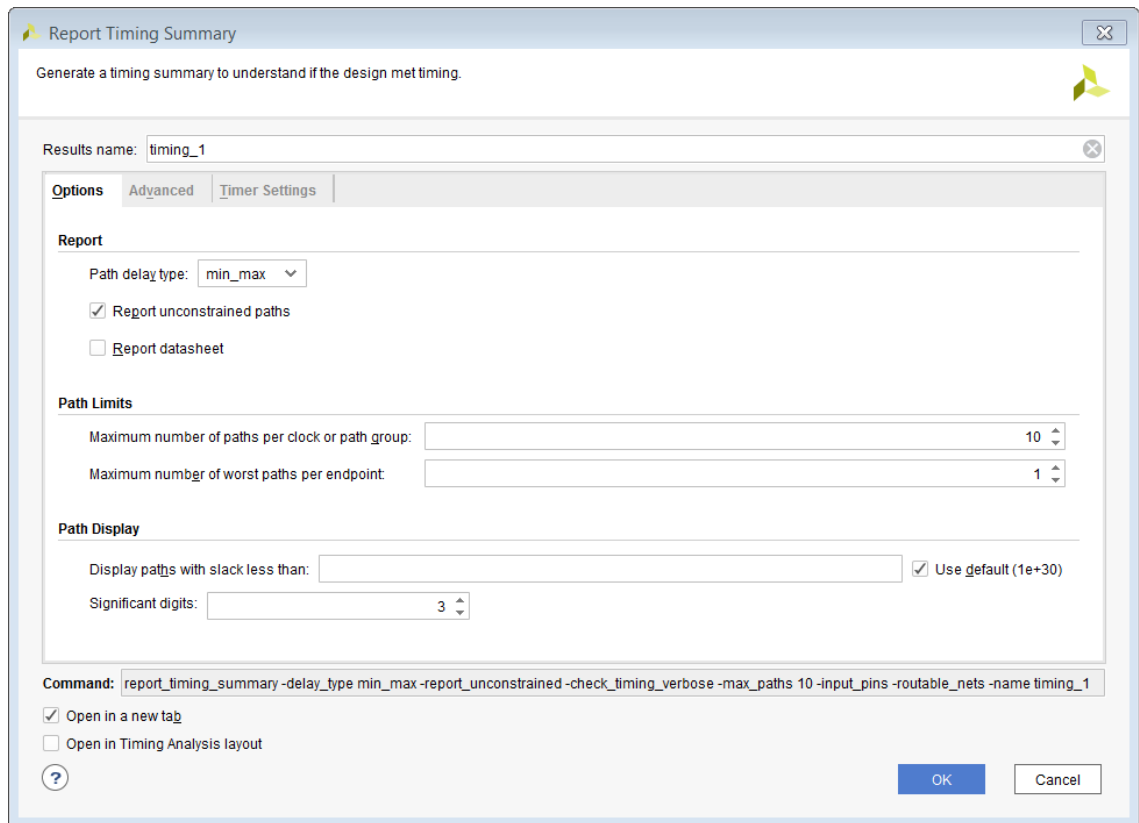 Report Timing Summary
Generate a timing summary to understand if the design met timing.
Results name: timing_1
Options Advanced Timer Settings
Report
Path delay type: min_max
Report unconstrained paths
Report datasheet
Path Limits
Maximum number of paths per clock or path group: 10
Maximum number of worst paths per endpoint: 1
Path Display
Display paths with slack less than: Use default (1e+30)
Significant digits: 3
Command: report_timing_summary -delay_type min_max -report_unconstrained -check_timing_verbose -max_paths 10 -input_pins -routable_nets -name timing_1
Open in a new tab
Open in Timing Analysis layout
? OK Cancel